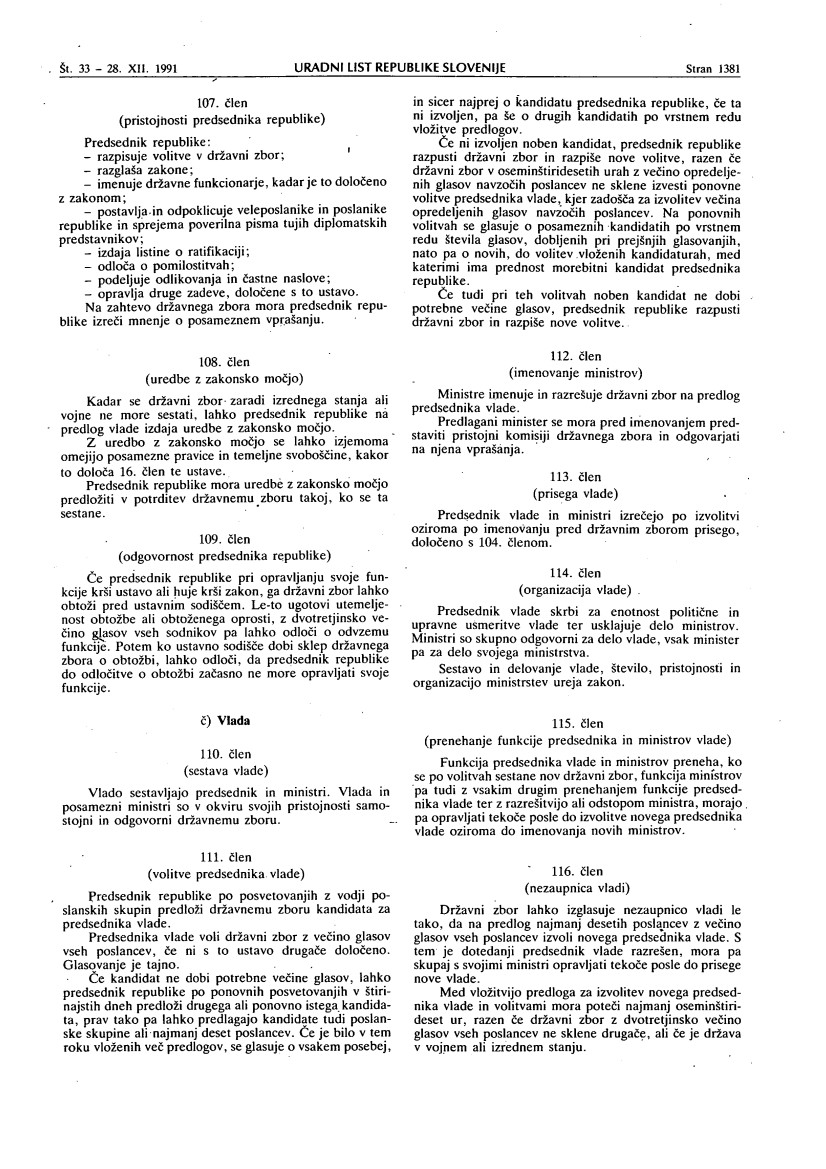 Št. 33 – 28. XII. 1991 URADNI LIST REPUBLIKE SLOVENIJE Stran 1381
107. člen
(pristojnosti predsednika republike)
Predsednik republike:
– razpisuje volitve v državni zbor;
– razglaša zakone;
– imenuje državne funkcionarje, kadar je to določeno
z zakonom;
– postavlja in odpoklicuje veleposlanike in poslanike
republike in sprejema poverilna pisma tujih diplomatskih
predstavnikov;
– izdaja listine o ratifikaciji;
– odloča o pomilostitvah;
– podeljuje odlikovanja in častne naslove;
– opravlja druge zadeve, določene s to ustavo.
Na zahtevo državnega zbora mora predsednik repu-
blike izreči mnenje o posameznem vprašanju.
108. člen
(uredbe z zakonsko močjo)
Kadar se državni zbor zaradi izrednega stanja ali
vojne ne more sestati, lahko predsednik republike na
predlog vlade izdaja uredbe z zakonsko močjo.
Z uredbo z zakonsko močjo se lahko izjemoma
omejijo posamezne pravice in temeljne svoboščine, kakor
to določa 16. člen te ustave.
Predsednik republike mora uredbe z zakonsko močjo
predložiti v potrditev državnemu zboru takoj, ko se ta
sestane.
109. člen
(odgovornost predsednika republike)
Če predsednik republike pri opravljanju svoje fun-
kcije krši ustavo ali huje krši zakon, ga državni zbor lahko
obtoži pred ustavnim sodiščem. Le-to ugotovi utemelje-
nost obtožbe ali obtoženega oprosti, z dvotretjinsko ve-
čino glasov vseh sodnikov pa lahko odloči o odvzemu
funkcije. Potem ko ustavno sodišče dobi sklep državnega
zbora o obtožbi, lahko odloči, da predsednik republike
do odločitve o obtožbi začasno ne more opravljati svoje
funkcije.
č) Vlada
110. člen
(sestava vlade)
Vlado sestavljajo predsednik in ministri. Vlada in
posamezni ministri so v okviru svojih pristojnosti samo-
stojni in odgovorni državnemu zboru.
111. člen
(volitve predsednika vlade)
Predsednik republike po posvetovanjih z vodji po-
slanskih skupin predloži državnemu zboru kandidata za
predsednika vlade.
Predsednika vlade voli državni zbor z večino glasov
vseh poslancev, če ni s to ustavo drugače določeno.
Glasovanje je tajno.
Če kandidat ne dobi potrebne večine glasov, lahko
predsednik republike po ponovnih posvetovanjih v štiri-
najstih dneh predloži drugega ali ponovno istega kandida-
ta, prav tako pa lahko predlagajo kandidate tudi poslan-
ske skupine ali najmanj deset poslancev. Če je bilo v tem
roku vloženih več predlogov, se glasuje o vsakem posebej,
in sicer najprej o kandidatu predsednika republike, če ta
ni izvoljen, pa še o drugih kandidatih po vrstnem redu
vložitve predlogov.
Če ni izvoljen noben kandidat, predsednik republike
razpusti državni zbor in razpiše nove volitve, razen če
državni zbor v oseminštiridesetih urah z večino opredelje-
nih glasov navzočih poslancev ne sklene izvesti ponovne
volitve predsednika vlade, kjer zadošča za izvolitev večina
opredeljenih glasov navzočih poslancev. Na ponovnih
volitvah se glasuje o posameznih kandidatih po vrstnem
redu števila glasov, dobljenih pri prejšnjih glasovanjih,
nato pa o novih, do volitev vloženih kandidaturah, med
katerimi ima prednost morebitni kandidat predsednika
republike.
Če tudi pri teh volitvah noben kandidat ne dobi
potrebne večine glasov, predsednik republike razpusti
državni zbor in razpiše nove volitve.
112. člen
(imenovanje ministrov)
Ministre imenuje in razrešuje državni zbor na predlog
predsednika vlade.
Predlagani minister se mora pred imenovanjem pred-
staviti pristojni komisiji državnega zbora in odgovarjati
na njena vprašanja.
113. člen
(prisega vlade)
Predsednik vlade in ministri izrečejo po izvolitvi
oziroma po imenovanju pred državnim zborom prisego,
določeno s 104. členom.
114. člen
(organizacija vlade)
Predsednik vlade skrbi za enotnost politične in
upravne usmeritve vlade ter usklajuje delo ministrov.
Ministri so skupno odgovorni za delo vlade, vsak minister
pa za delo svojega ministrstva.
Sestavo in delovanje vlade, število, pristojnosti in
organizacijo ministrstev ureja zakon.
115. člen
(prenehanje funkcije predsednika in ministrov vlade)
Funkcija predsednika vlade in ministrov preneha, ko
se po volitvah sestane nov državni zbor, funkcija ministrov
pa tudi z vsakim drugim prenehanjem funkcije predsed-
nika vlade ter z razrešitvijo ali odstopom ministra, morajo
pa opravljati tekoče posle do izvolitve novega predsednika
vlade oziroma do imenovanja novih ministrov.
116. člen
(nezaupnica vladi)
Državni zbor lahko izglasuje nezaupnico vladi le
tako, da na predlog najmanj desetih poslancev z večino
glasov vseh poslancev izvoli novega predsednika vlade. S
tem je dotedanji predsednik vlade razrešen, mora pa
skupaj s svojimi ministri opravljati tekoče posle do prisege
nove vlade.
Med vložitvijo predloga za izvolitev novega predsed-
nika vlade in volitvami mora poteči najmanj oseminštiri-
deset ur, razen če državni zbor z dvotretjinsko večino
glasov vseh poslancev ne sklene drugače, ali če je država
v vojnem ali izrednem stanju.